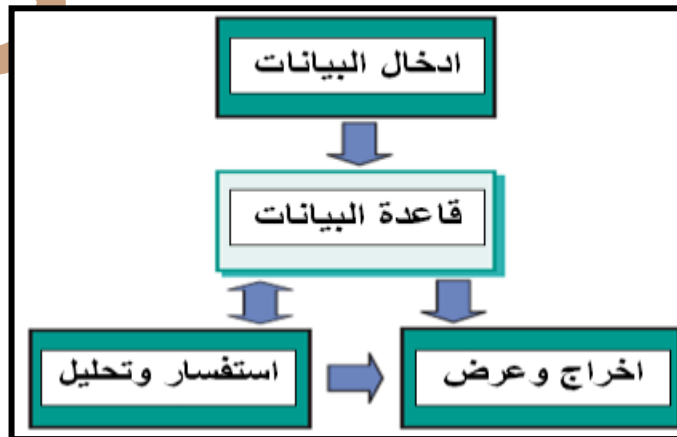 ادخال البيانات
قاعدة البيانات
اخراج وعرض
استفسار وتحليل